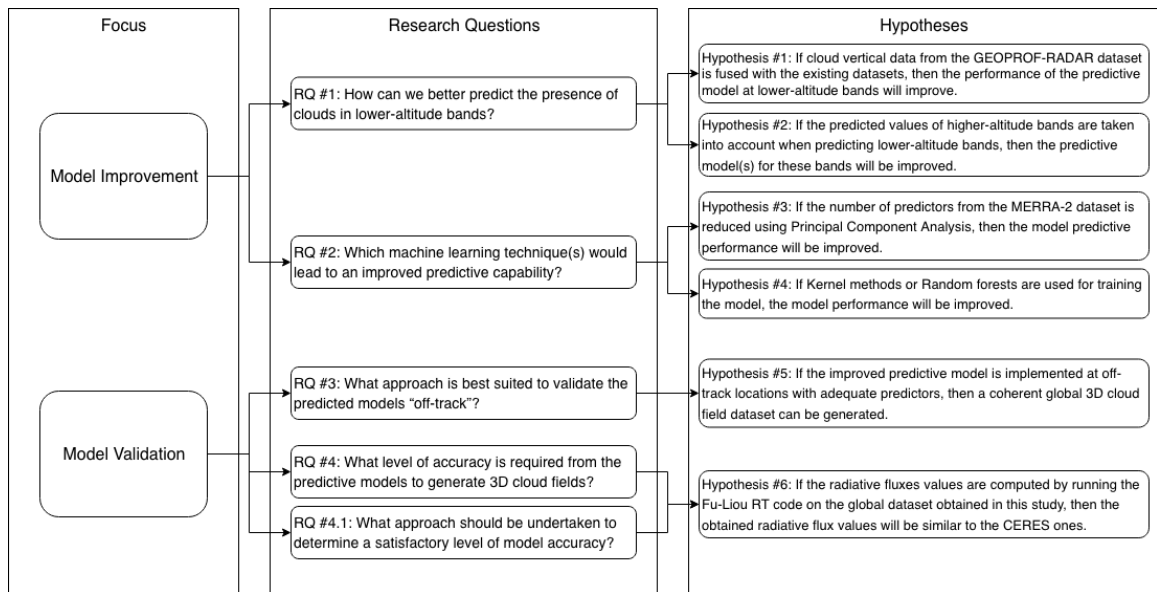 Focus
Research Questions
Hypotheses
Model Improvement
RQ #1: How can we better predict the presence of
clouds in lower-altitude bands?
Hypothesis #1: If cloud vertical data from the GEOPROF-RADAR dataset
is fused with the existing datasets, then the performance of the predictive
model at lower-altitude bands will improve.
Hypothesis #2: If the predicted values of higher-altitude bands are taken
into account when predicting lower-altitude bands, then the predictive
model(s) for these bands will be improved.
RQ #2: Which machine learning technique(s) would
lead to an improved predictive capability?
Hypothesis #3: If the number of predictors from the MERRA-2 dataset is
reduced using Principal Component Analysis, then the model predictive
performance will be improved.
Hypothesis #4: If Kernel methods or Random forests are used for training
the model, the model performance will be improved.
Model Validation
RQ #3: What approach is best suited to validate the
predicted models “off-track”?
Hypothesis #5: If the improved predictive model is implemented at off-
track locations with adequate predictors, then a coherent global 3D cloud
field dataset can be generated.
RQ #4: What level of accuracy is required from the
predictive models to generate 3D cloud fields?
RQ #4.1: What approach should be undertaken to
determine a satisfactory level of model accuracy?
Hypothesis #6: If the radiative fluxes values are computed by running the
Fu-Liou RT code on the global dataset obtained in this study, then the
obtained radiative flux values will be similar to the CERES ones.